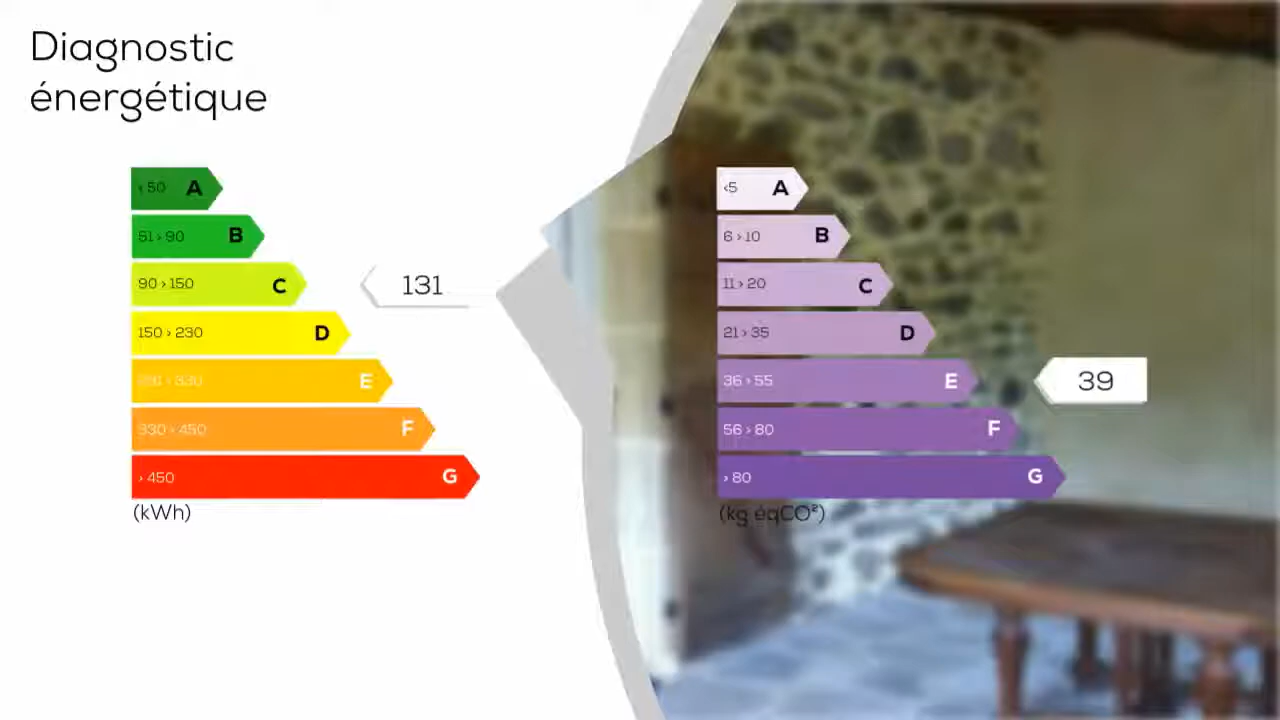 Diagnostic
énergétique
< 50 A
51 > 90 B
90 > 150 C
131
150 > 230 D
E
330 > 450 F
> 450 G
(kWh)
<5 A
6 > 10 B
11 > 20 C
21 > 35 D
36 > 55 E
39
56 > 80 F
> 80 G
(kg éqCO²)